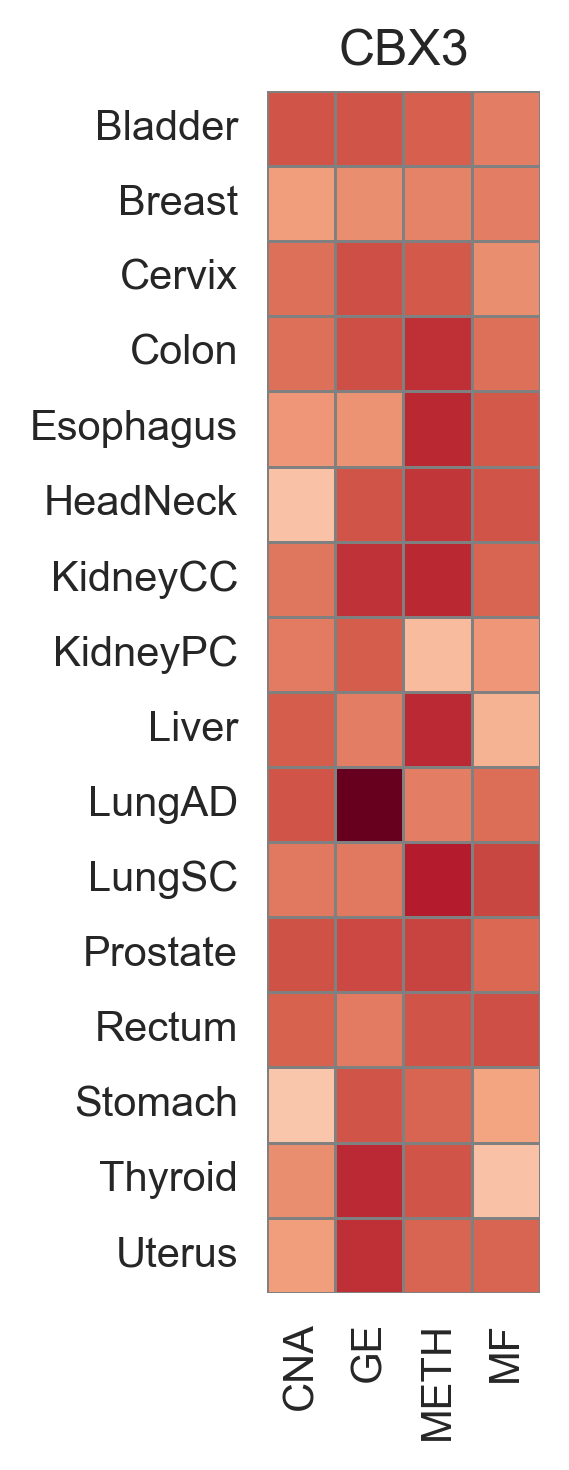 CBX3
Bladder
Breast
Cervix
Colon
Esophagus
HeadNeck
KidneyCC
KidneyPC
Liver
LungAD
LungSC
Prostate
Rectum
Stomach
Thyroid
Uterus
CNA
GE
METH
MF